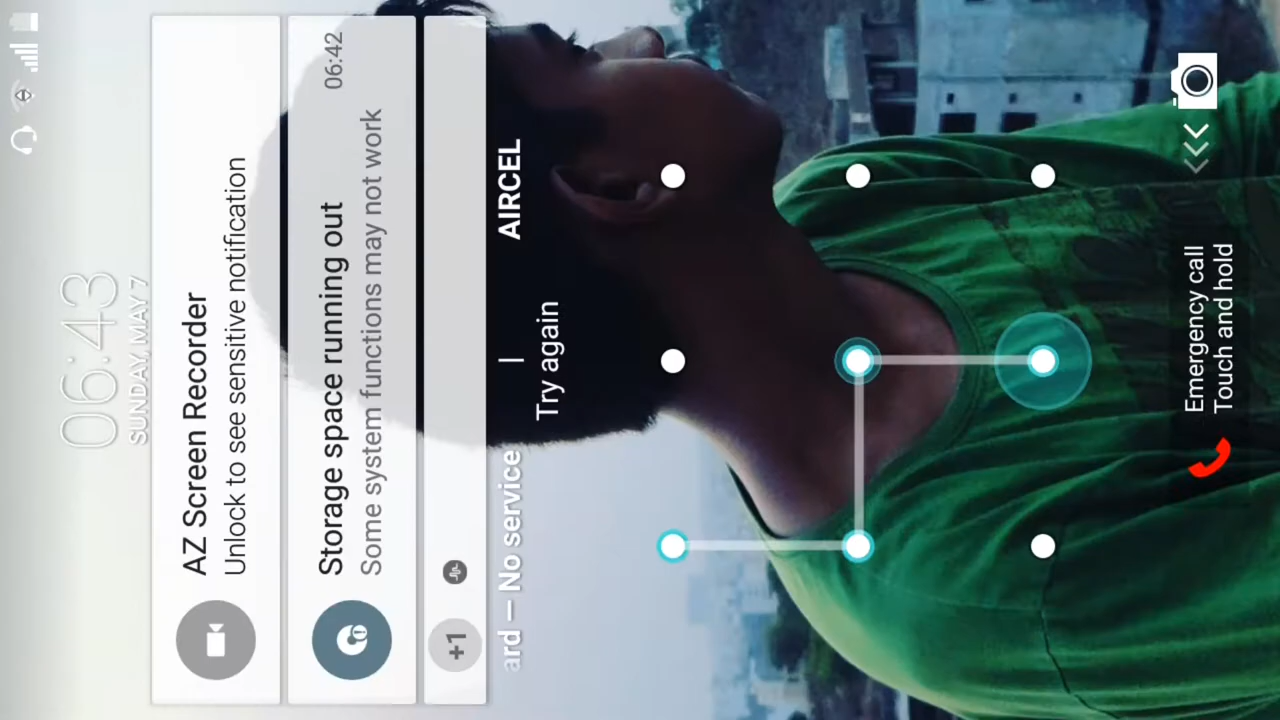 06:43
SUNDAY, MAY 7
AZ Screen Recorder
Unlock to see sensitive notification
Storage space running out 06:42
Some system functions may not work
+1
ard — No service | AIRCEL
Try again
Emergency call
Touch and hold